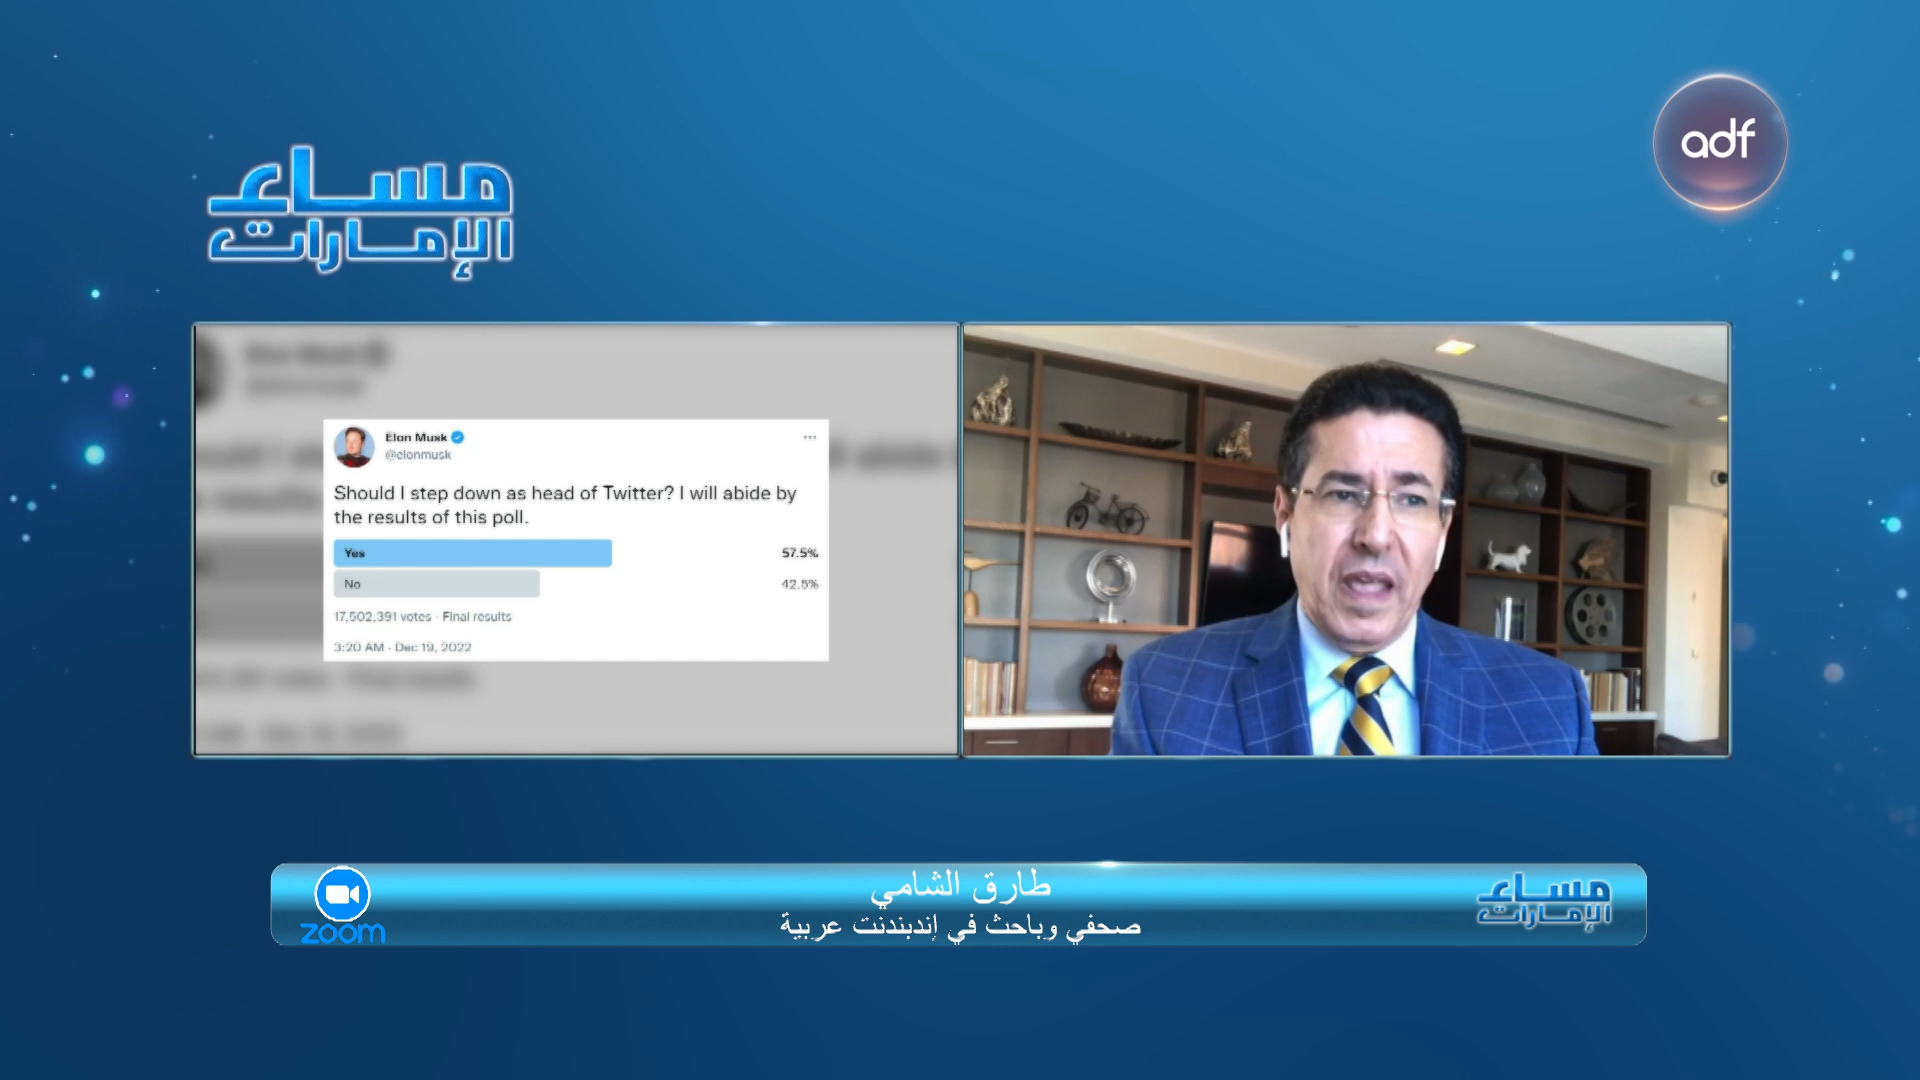 adf
مساء
الإمارات
Elon Musk
@elonmusk
Should I step down as head of Twitter? I will abide by
the results of this poll.
Yes 57.5%
No 42.5%
17,502,391 votes · Final results
3:20 AM · Dec 19, 2022
طارق الشامي
صحفي وباحث في إندبندنت عربية
مساء
الإمارات
zoom